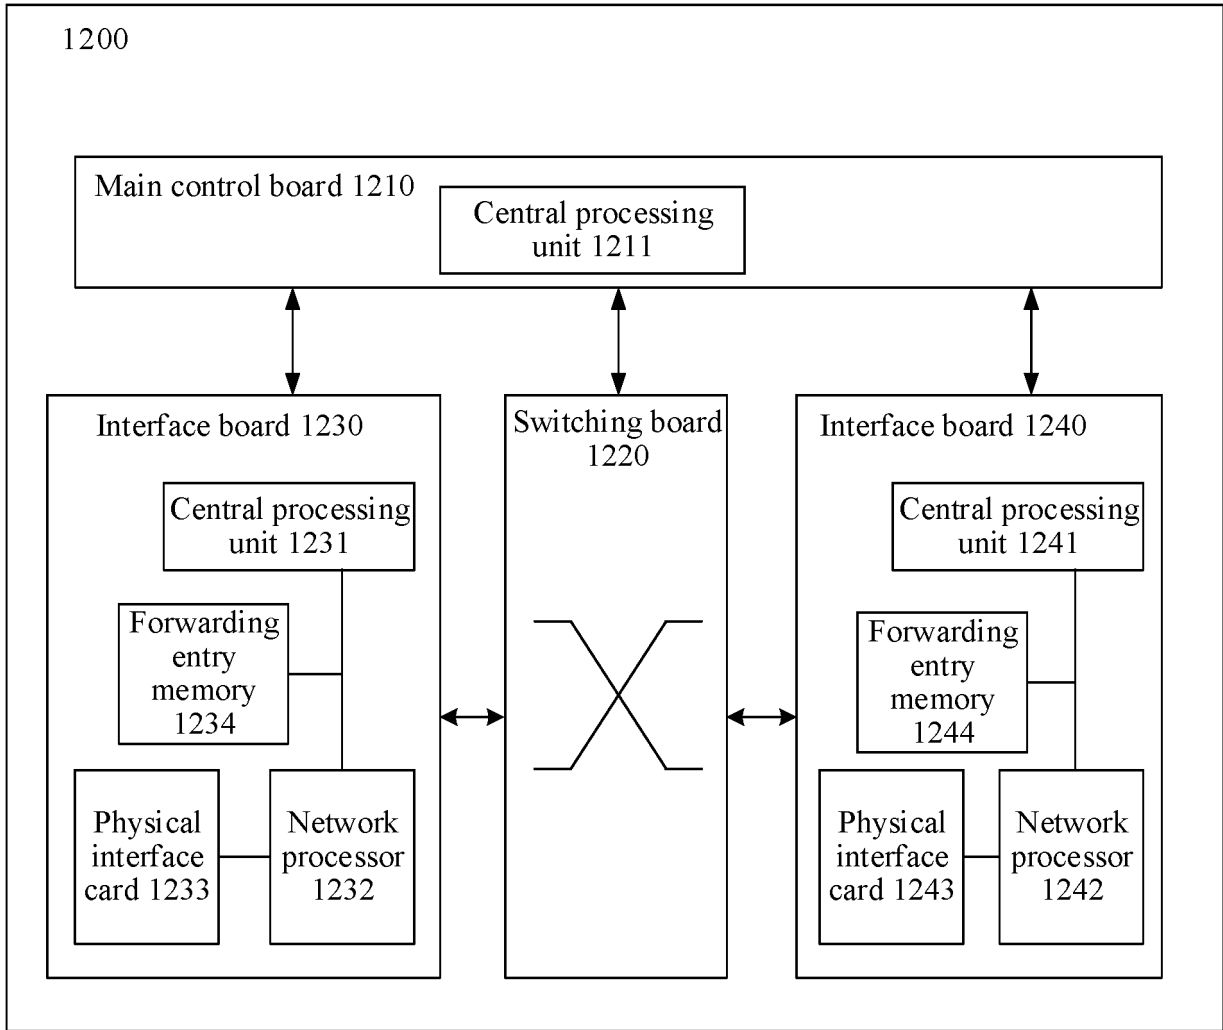 1200
Main control board 1210
Central processing
unit 1211
Interface board 1230
Central processing
unit 1231
Forwarding
entry
memory
1234
Physical
interface
card 1233
Network
processor
1232
Switching board
1220
Interface board 1240
Central processing
unit 1241
Forwarding
entry
memory
1244
Physical
interface
card 1243
Network
processor
1242